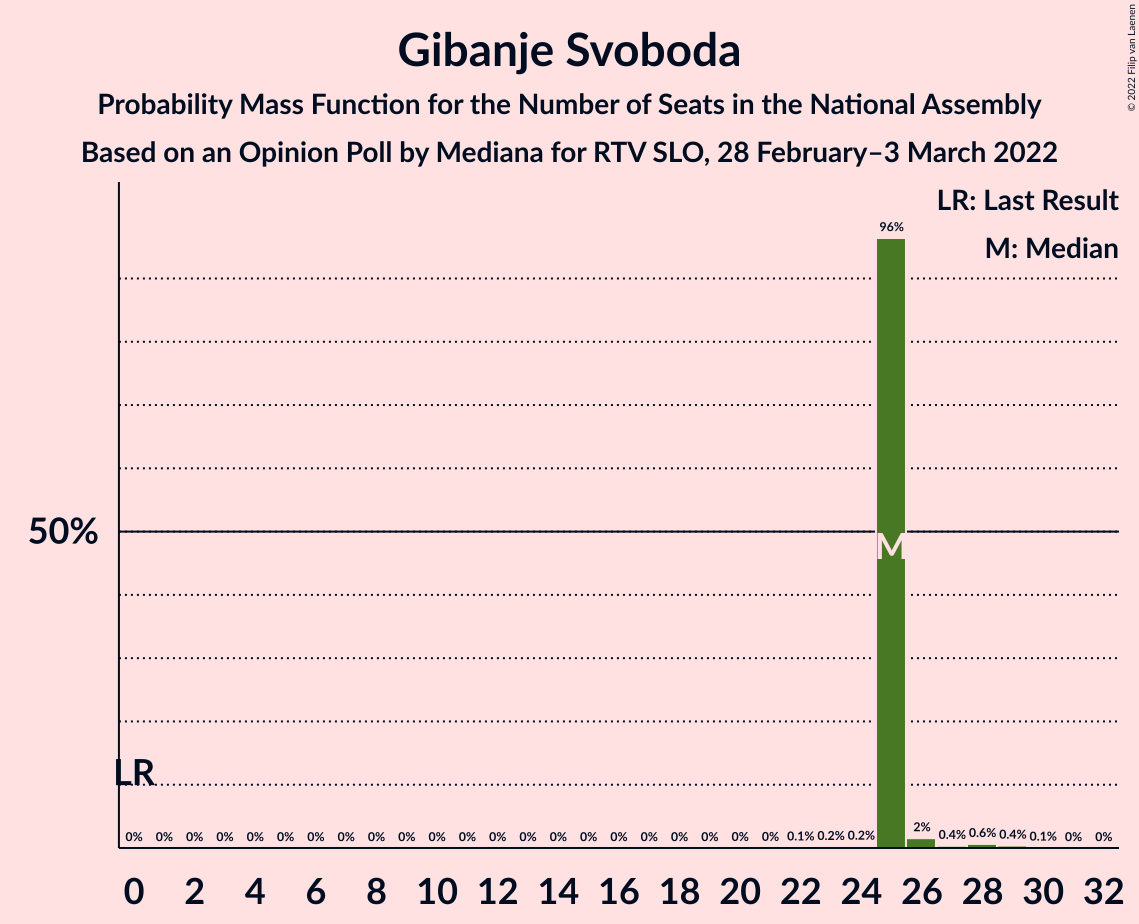 Gibanje Svoboda
Probability Mass Function for the Number of Seats in the National Assembly
Based on an Opinion Poll by Mediana for RTV SLO, 28 February–3 March 2022
© 2022 Filip van Laenen
LR: Last Result
M: Median
96%
50%
M
LR
0% 0% 0% 0% 0% 0% 0% 0% 0% 0% 0% 0% 0% 0% 0% 0% 0% 0% 0% 0% 0% 0% 0.1% 0.2% 0.2% 2% 0.4% 0.6% 0.4% 0.1% 0% 0%
0 2 4 6 8 10 12 14 16 18 20 22 24 26 28 30 32